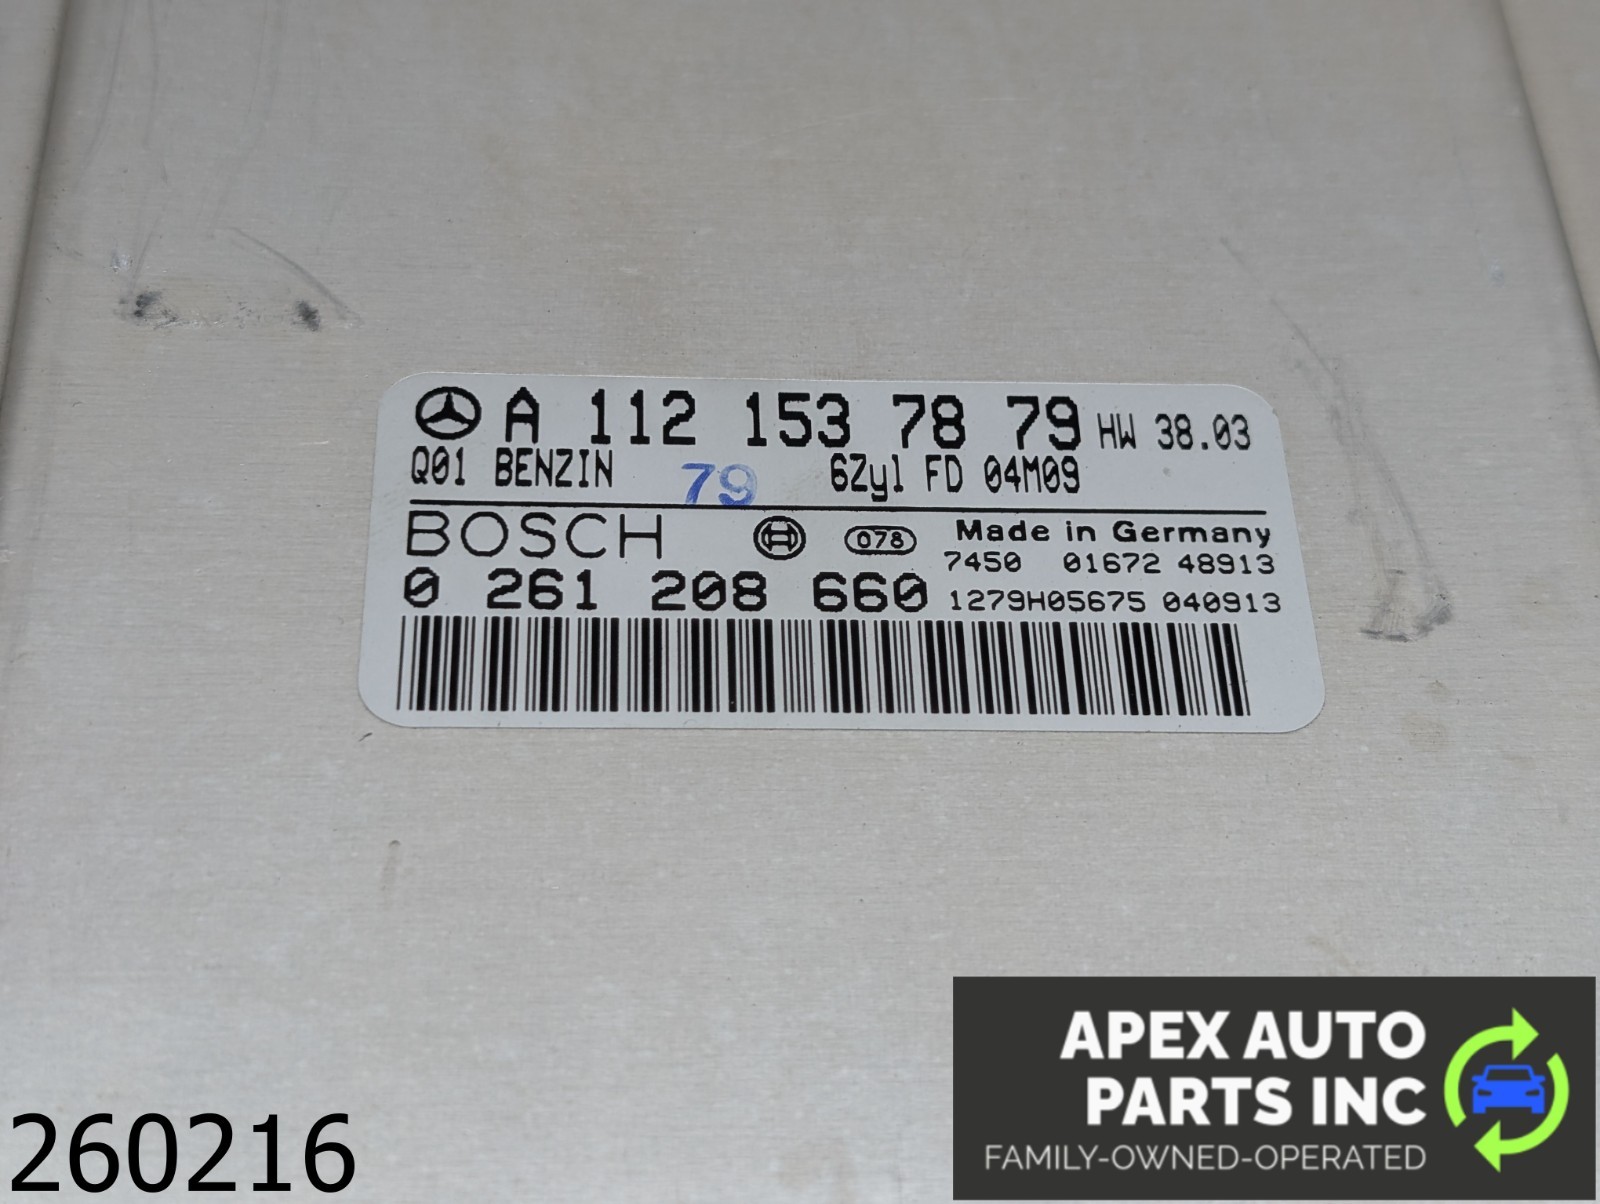 A 112 153 78 79 HW 38.03
Q01 BENZIN 79 6Zyl FD 04M09
BOSCH 078 Made in Germany
7450 01672 48913
0 261 208 660 1279H05675 040913
APEX AUTO
PARTS INC
FAMILY-OWNED-OPERATED
260216